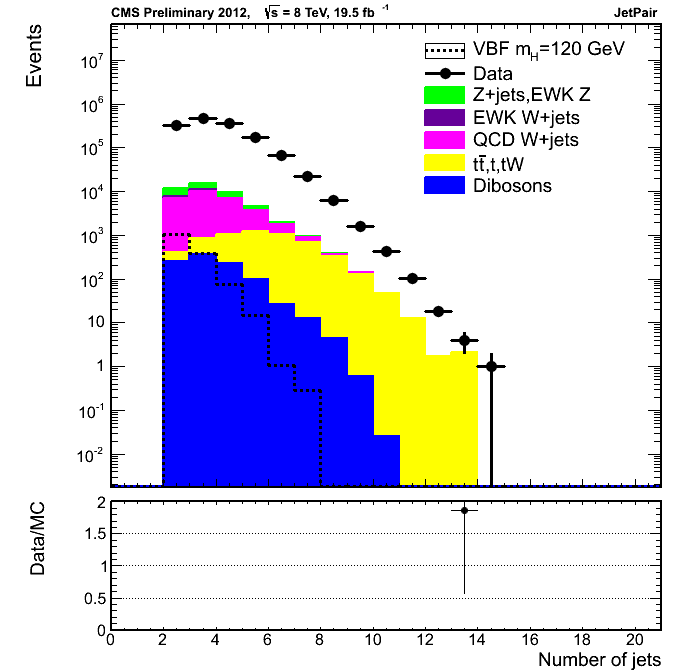 CMS Preliminary 2012, √s = 8 TeV, 19.5 fb⁻¹ JetPair
Events
10⁷
10⁶
10⁵
10⁴
10³
10²
10
1
10⁻¹
10⁻²
VBF m_H=120 GeV
Data
Z+jets,EWK Z
EWK W+jets
QCD W+jets
tt̄,t,tW
Dibosons
Data/MC
2
1.5
1
0.5
0
0 2 4 6 8 10 12 14 16 18 20
Number of jets